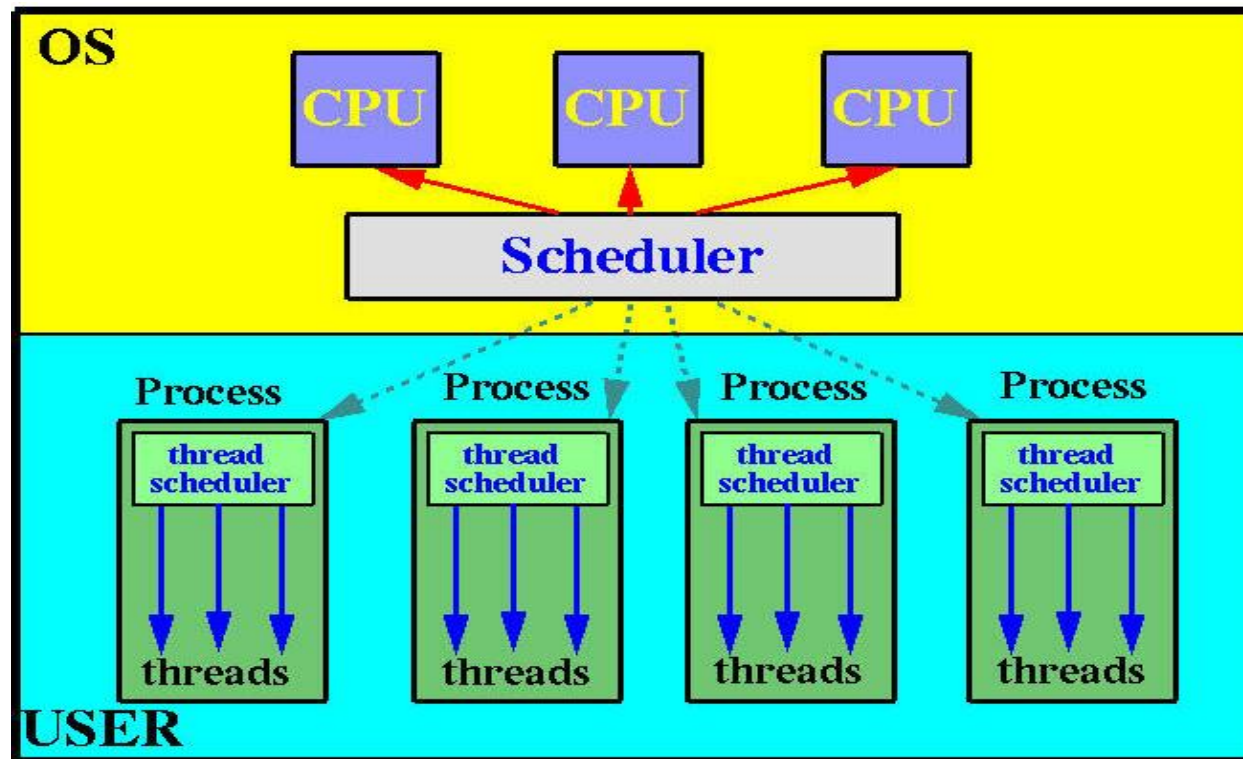 OS
CPU CPU CPU
Scheduler
Process Process Process Process
thread thread thread thread
scheduler scheduler scheduler scheduler
threads threads threads threads
USER